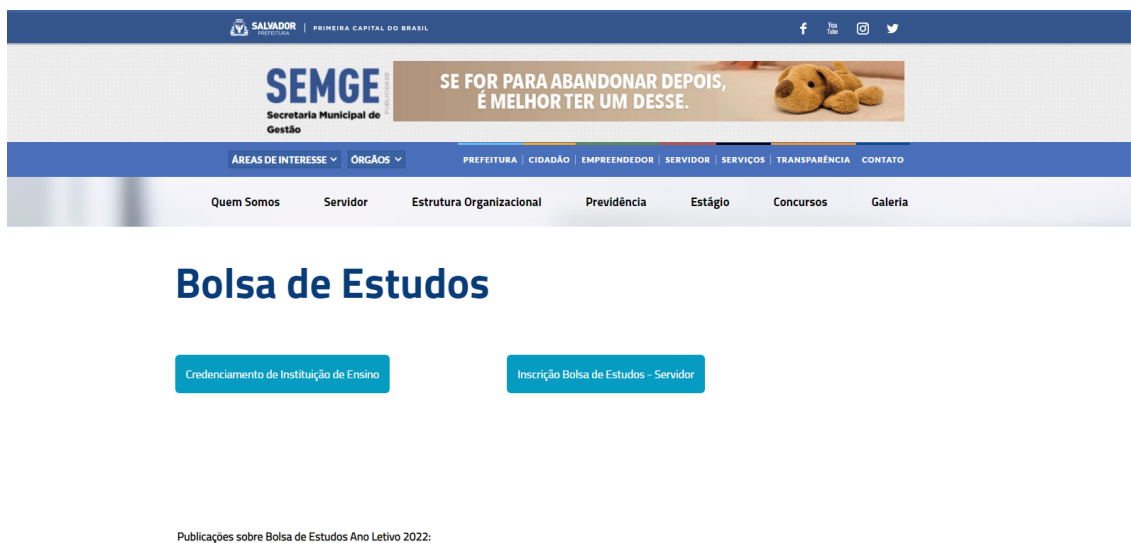 SALVADOR
PREFEITURA
PRIMEIRA CAPITAL DO BRASIL
You
Tube
SEMGE
Secretaria Municipal de
Gestão
PUBLICIDADE
SE FOR PARA ABANDONAR DEPOIS,
É MELHOR TER UM DESSE.
ÁREAS DE INTERESSE ÓRGÃOS PREFEITURA | CIDADÃO | EMPREENDEDOR | SERVIDOR | SERVIÇOS | TRANSPARÊNCIA CONTATO
Quem Somos Servidor Estrutura Organizacional Previdência Estágio Concursos Galeria
Bolsa de Estudos
Credenciamento de Instituição de Ensino Inscrição Bolsa de Estudos - Servidor
Publicações sobre Bolsa de Estudos Ano Letivo 2022: